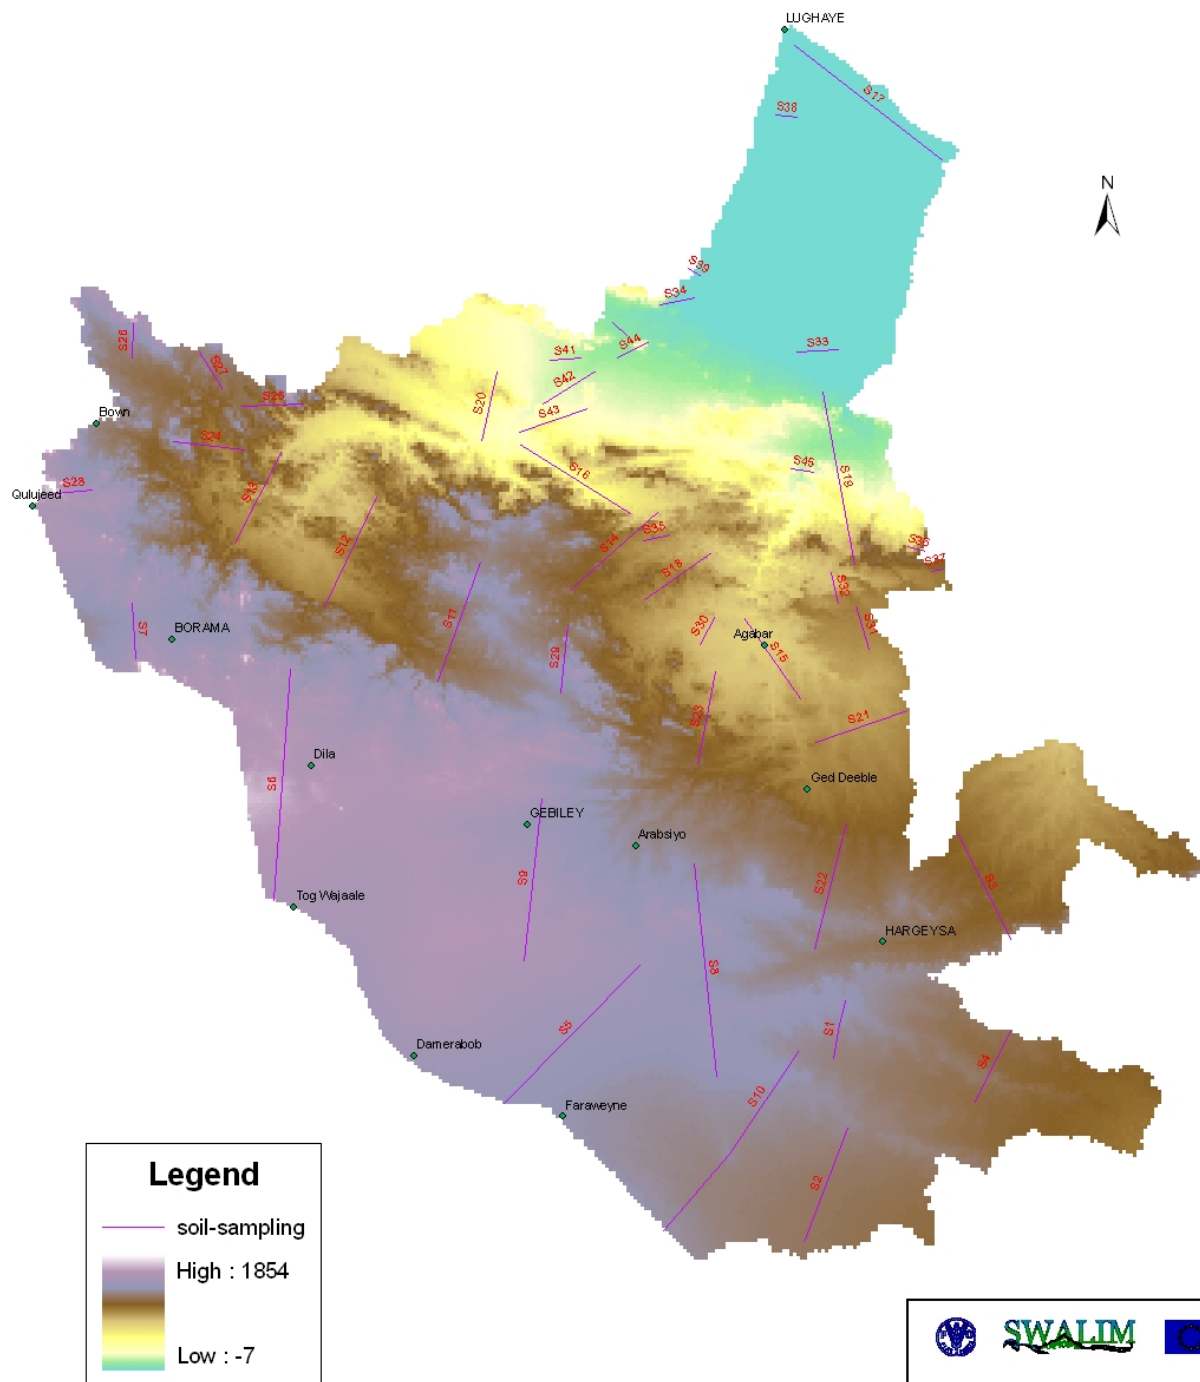 LUGHAYE
S17
S38
N
S39
S34
S26
S44
S33
S41
S27
S42
S20
S26
S43
Bown
S24
S16
S45
S19
S28
S13
Qulujeed
S12
S14
S35
S36
S37
S18
S32
S11
S7
BORAMA
S30
S31
Agabar
S15
S29
S23
S21
Dila
S6
Ged Deeble
GEBILEY
Arabsiyo
S9
S22
S3
Tog Wajaale
HARGEYSA
S8
S5
S1
Damerabob
S4
S10
Faraweyne
S2
Legend
soil-sampling
High : 1854
Low : -7
SWALIM